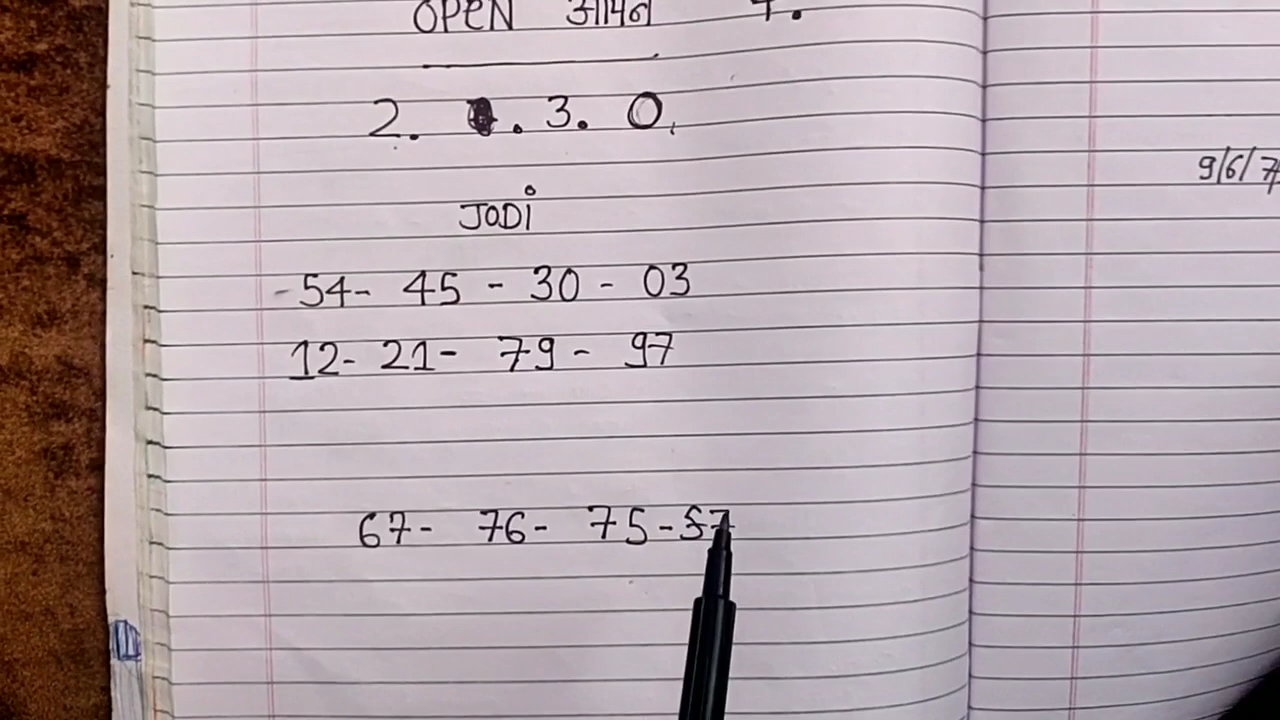 OPEN ओपन
2. . 3. 0.
JODi
-54- 45 - 30 - 03
12- 21- 79- 97
67- 76- 75-57
9/6/7